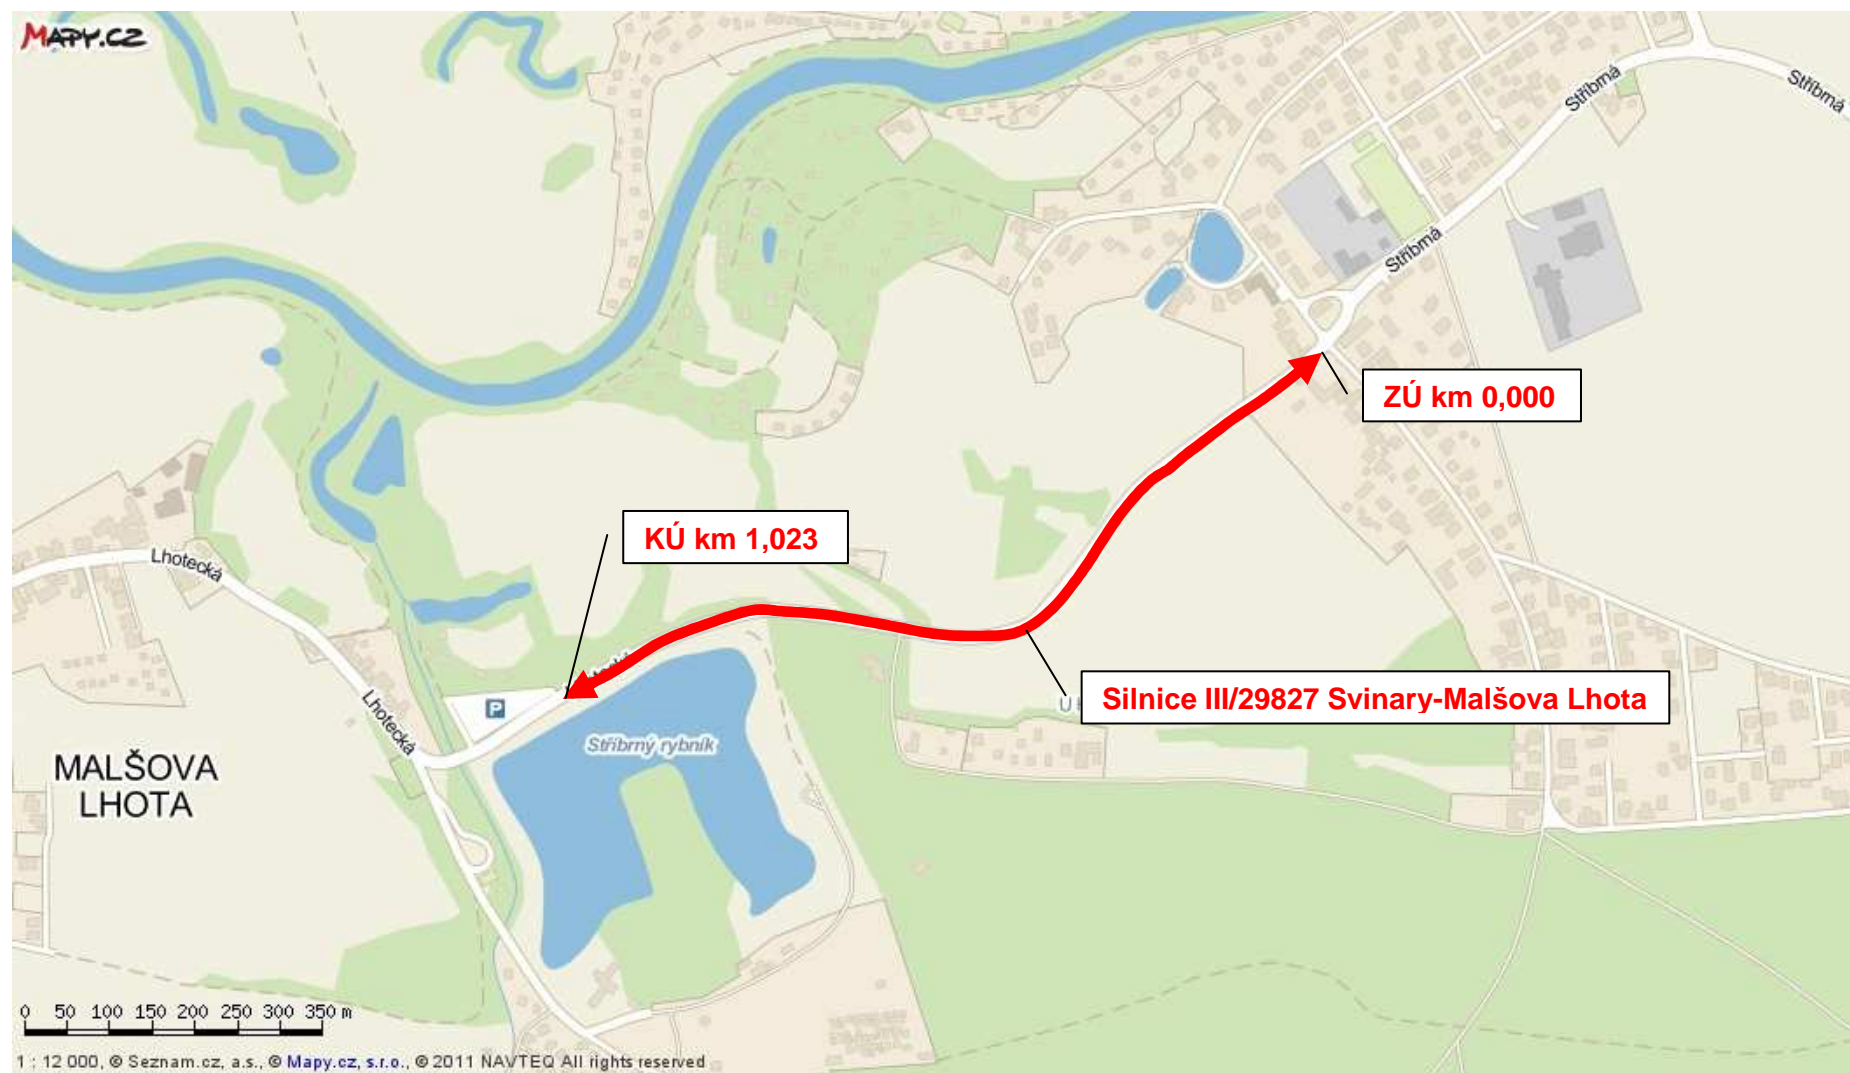 MAPY.CZ
Stříbrná
Stříbrná
Stříbrná
ZÚ km 0,000
KÚ km 1,023
Lhotecká
Silnice III/29827 Svinary-Malšova Lhota
Lhotecká
P
Stříbrný rybník
MALŠOVA
LHOTA
0 50 100 150 200 250 300 350 m
1 : 12 000, © Seznam.cz, a.s., © Mapy.cz, s.r.o., © 2011 NAVTEQ All rights reserved